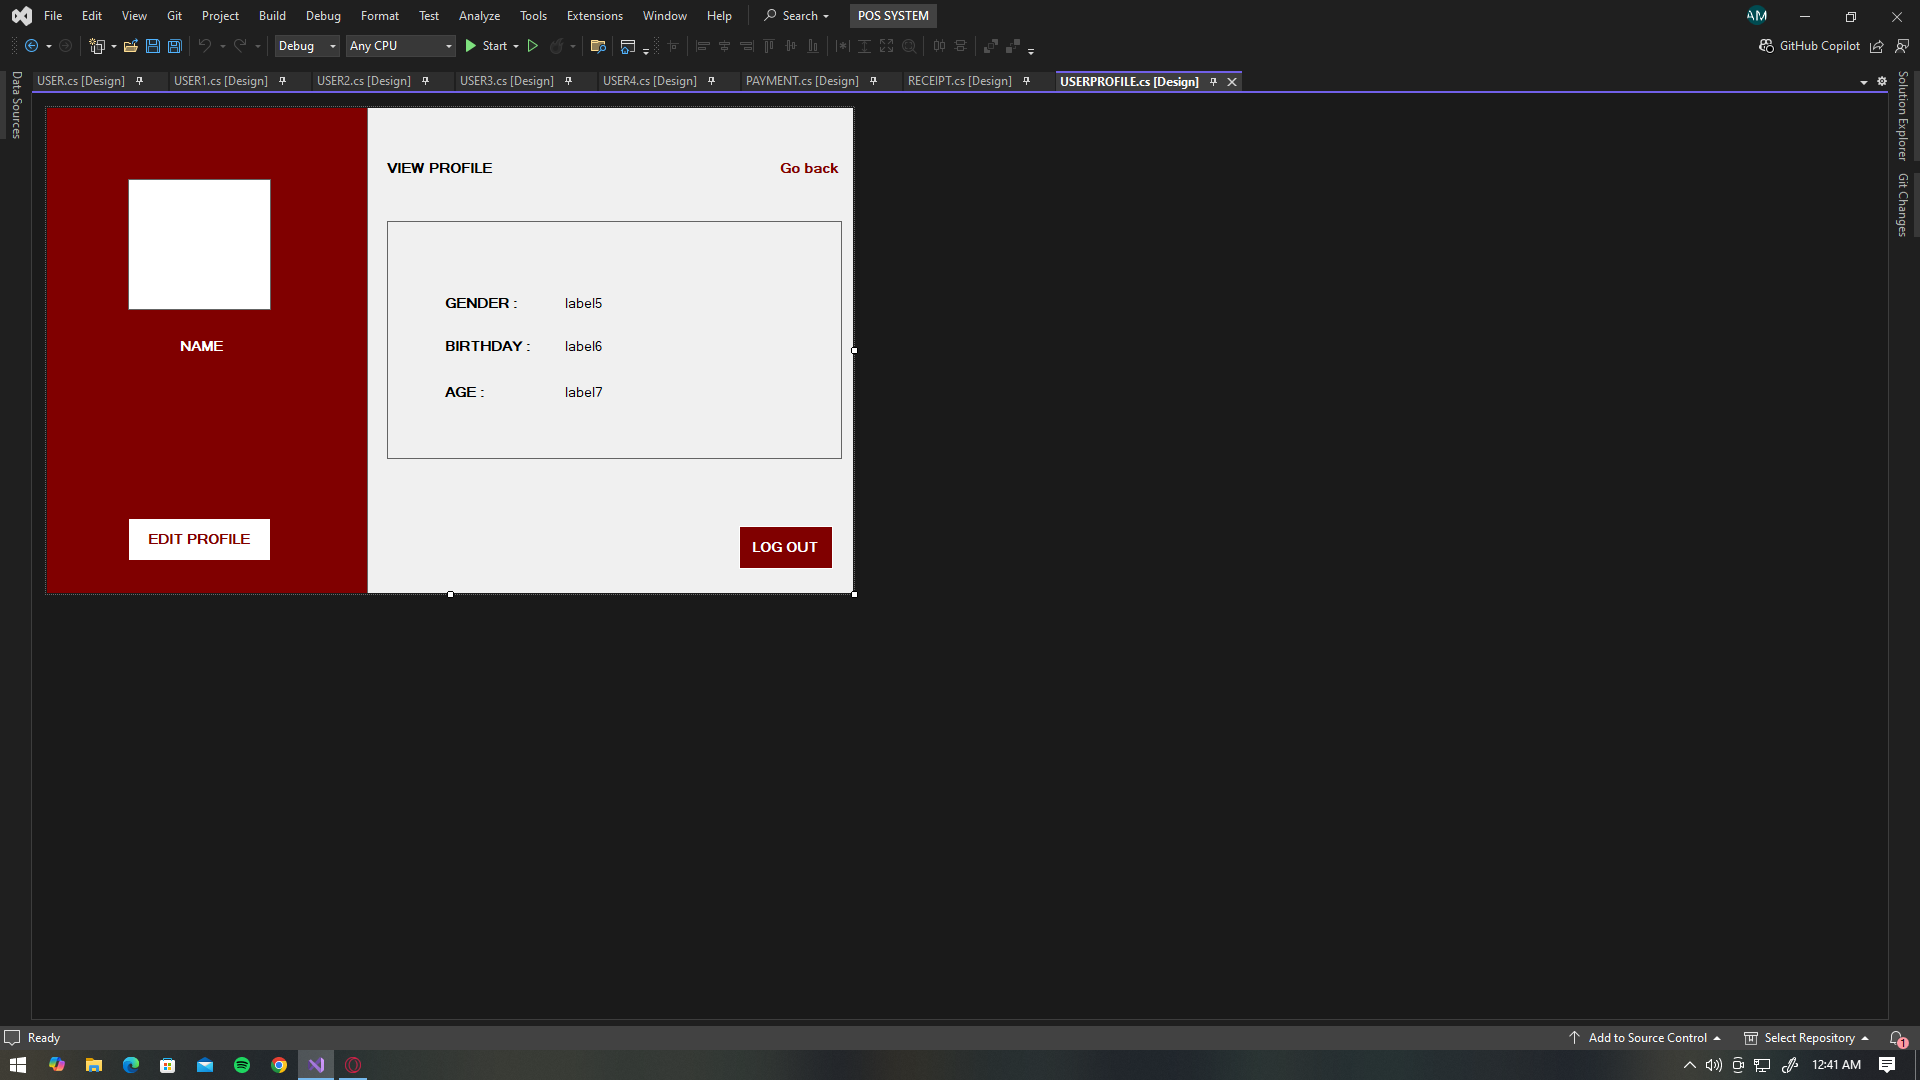 File Edit View Git Project Build Debug Format Test Analyze Tools Extensions Window Help Search POS SYSTEM AM
Debug Any CPU Start GitHub Copilot
USER.cs [Design] USER1.cs [Design] USER2.cs [Design] USER3.cs [Design] USER4.cs [Design] PAYMENT.cs [Design] RECEIPT.cs [Design] USERPROFILE.cs [Design]
Data Sources
Solution Explorer
Git Changes
VIEW PROFILE Go back
GENDER : label5
NAME BIRTHDAY : label6
AGE : label7
EDIT PROFILE LOG OUT
Ready Add to Source Control Select Repository 1
12:41 AM